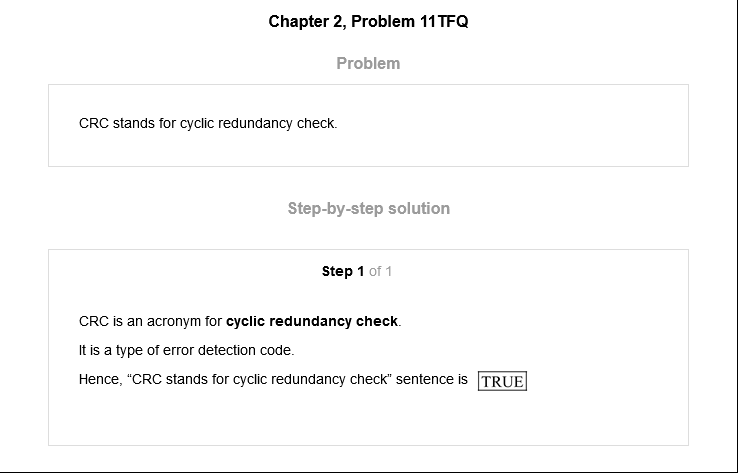 Chapter 2, Problem 11TFQ
Problem
CRC stands for cyclic redundancy check.
Step-by-step solution
Step 1 of 1
CRC is an acronym for cyclic redundancy check.
It is a type of error detection code.
Hence, “CRC stands for cyclic redundancy check” sentence is TRUE